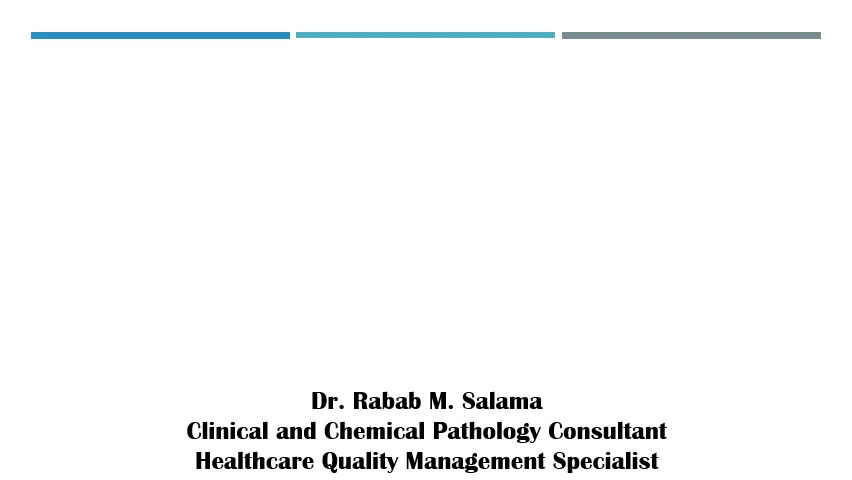 Dr. Rabab M. Salama
Clinical and Chemical Pathology Consultant
Healthcare Quality Management Specialist